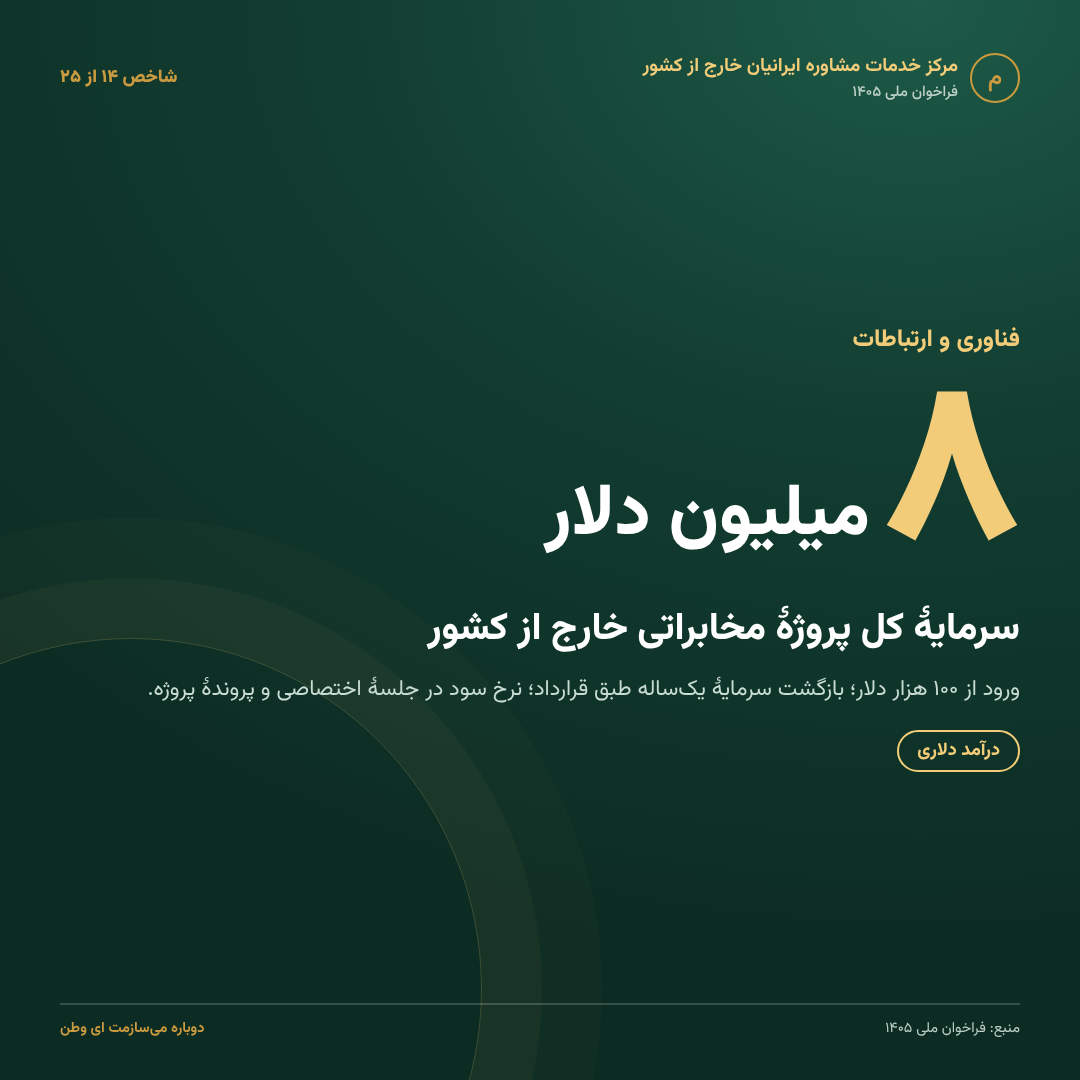 م
مرکز خدمات مشاوره ایرانیان خارج از کشور
فراخوان ملی ۱۴۰۵
شاخص ۱۴ از ۲۵
فناوری و ارتباطات
۸ میلیون دلار
سرمایهٔ کل پروژهٔ مخابراتی خارج از کشور
ورود از ۱۰۰ هزار دلار؛ بازگشت سرمایهٔ یک‌ساله طبق قرارداد؛ نرخ سود در جلسهٔ اختصاصی و پروندهٔ پروژه.
درآمد دلاری
منبع: فراخوان ملی ۱۴۰۵
دوباره می‌سازمت ای وطن